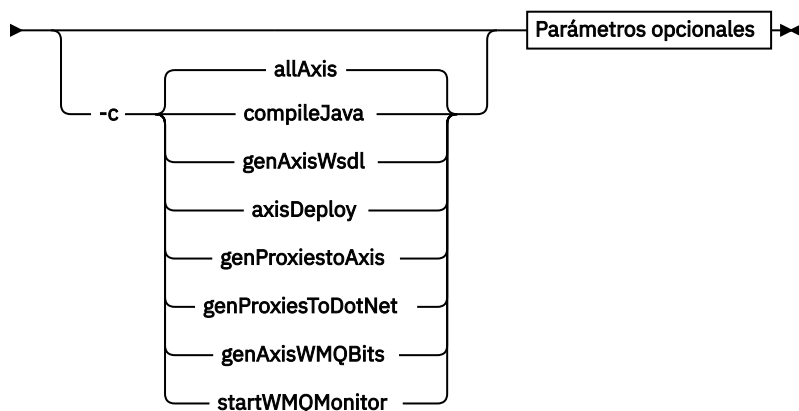 Parámetros opcionales
-c
allAxis
compileJava
genAxisWsdl
axisDeploy
genProxiestoAxis
genProxiesToDotNet
genAxisWMQBits
startWMQMonitor